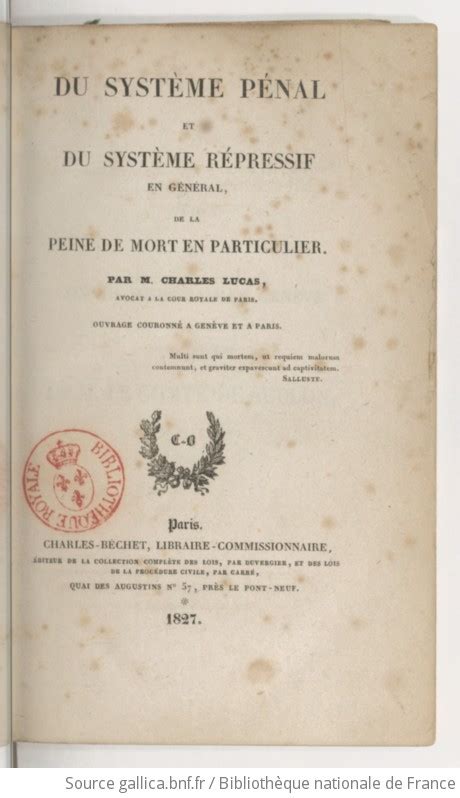 DU SYSTÈME PÉNAL
ET
DU SYSTÈME RÉPRESSIF
EN GÉNÉRAL,
DE LA
PEINE DE MORT EN PARTICULIER.
PAR M. CHARLES LUCAS,
AVOCAT A LA COUR ROYALE DE PARIS.
OUVRAGE COURONNÉ A GENÈVE ET A PARIS.
Multi sunt qui mortem, ut requiem malorum
contemnunt, et graviter expavescant ad captivitatem.
SALLUSTE.
C-B
BIBLIOTHÈQUE ROYALE
Paris.
CHARLES-BÉCHET, LIBRAIRE-COMMISSIONNAIRE,
ÉDITEUR DE LA COLLECTION COMPLÈTE DES LOIS, PAR DUVERGIER, ET DES LOIS
DE LA PROCÉDURE CIVILE, PAR CARRÉ,
QUAI DES AUGUSTINS N° 57, PRÈS LE PONT-NEUF.
1827.
Source gallica.bnf.fr / Bibliothèque nationale de France